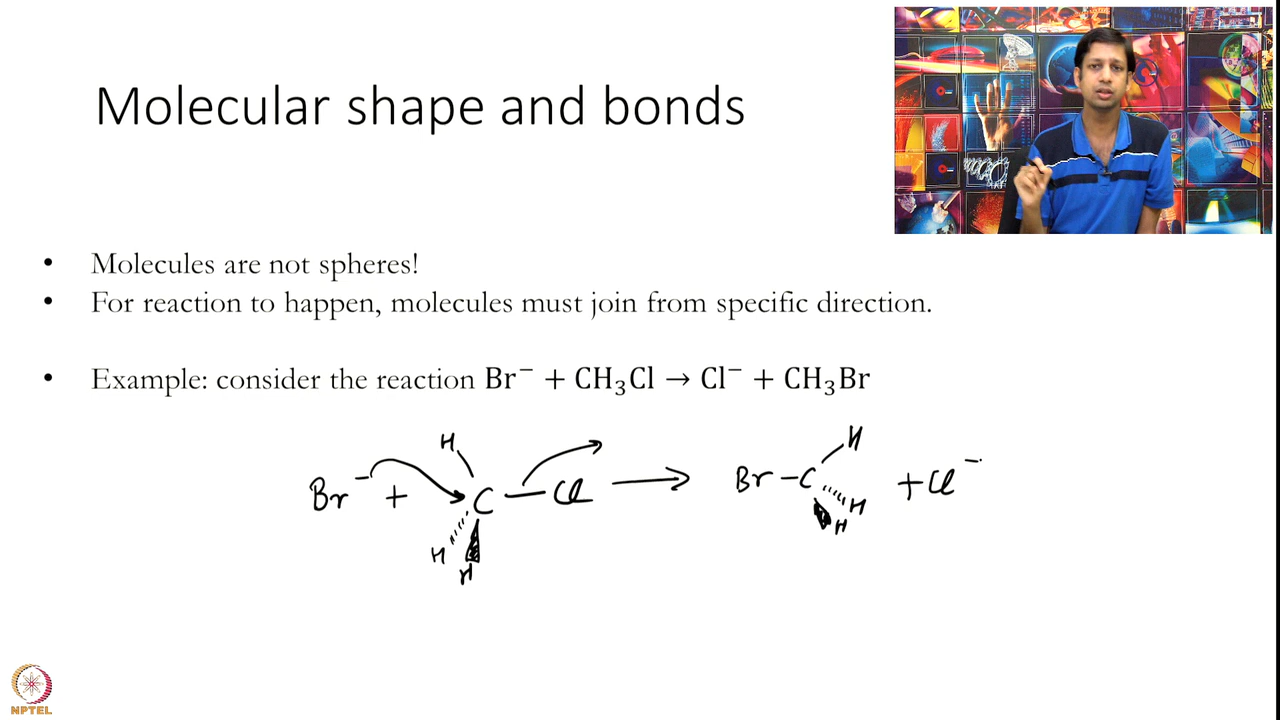 Molecular shape and bonds
• Molecules are not spheres!
• For reaction to happen, molecules must join from specific direction.
• Example: consider the reaction Br⁻ + CH₃Cl → Cl⁻ + CH₃Br
H H
Br⁻ + C — Cl → Br – C + Cl⁻
H H H H
NPTEL